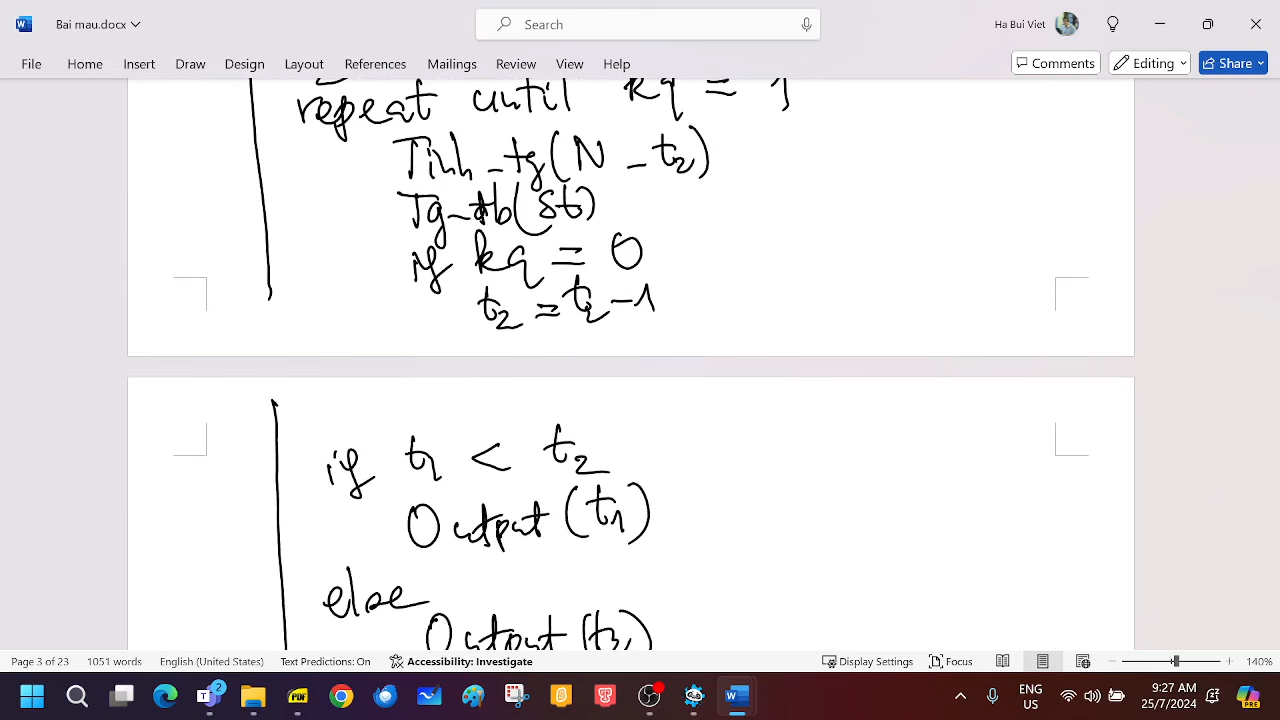 Bai mau.docx
Search
Ha Bui Viet
File Home Insert Draw Design Layout References Mailings Review View Help
Comments
Editing
Share
repeat until kq = 1
Tinh_tg(N - t2)
Tg_tb(st)
if kq = 0
t2 = t2 - 1
if t1 < t2
Output (t1)
else
Output (t2)
Page 3 of 23
1051 words
English (United States)
Text Predictions: On
Accessibility: Investigate
Display Settings
Focus
140%
2
ENG
US
9:27 AM
25/7/2024
PRE